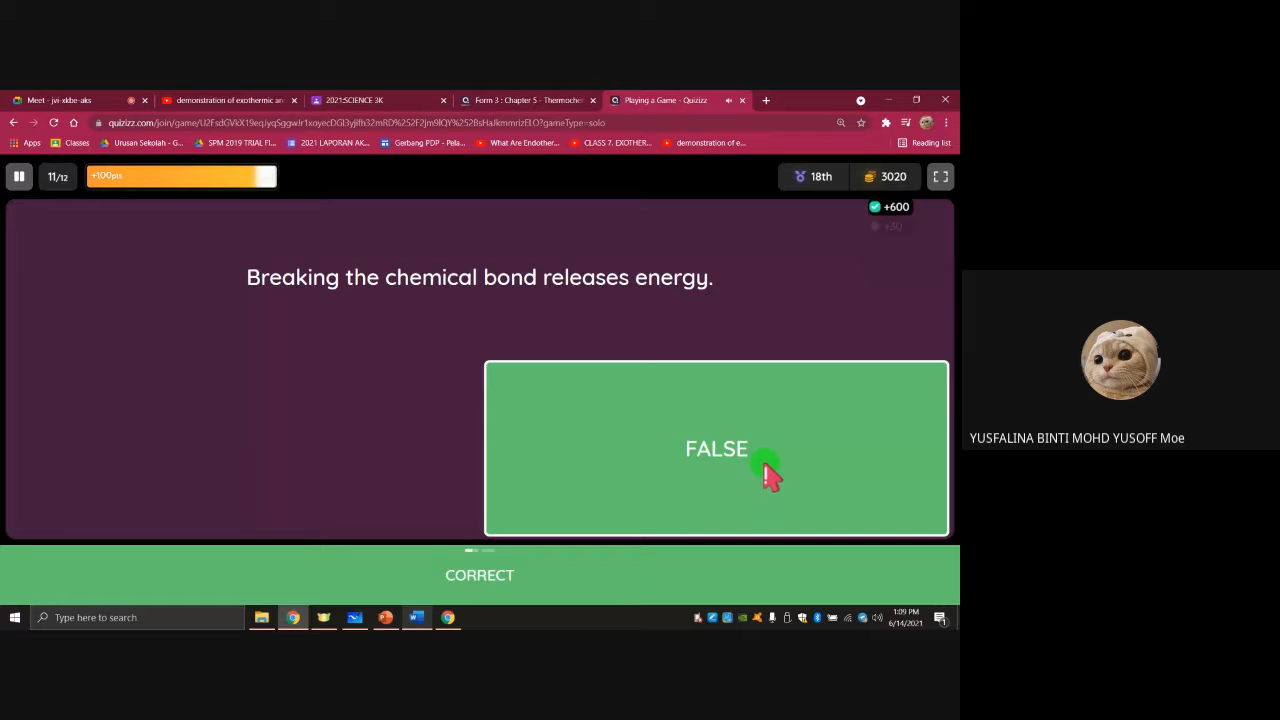 Meet - jvi-xkbe-aks
demonstration of exothermic an
2021:SCIENCE 3K
Form 3 : Chapter 5 - Thermocher
Playing a Game - Quizizz
Apps
Classes
Urusan Sekolah - G...
SPM 2019 TRIAL FI...
2021 LAPORAN AK...
Gerbang PDP - Pela...
What Are Endother...
CLASS 7. EXOTHER...
demonstration of e...
Reading list
11/12
+100pts
18th
3020
+600
+30
Breaking the chemical bond releases energy.
FALSE
YUSFALINA BINTI MOHD YUSOFF Moe
CORRECT
Type here to search
1:09 PM
6/14/2021